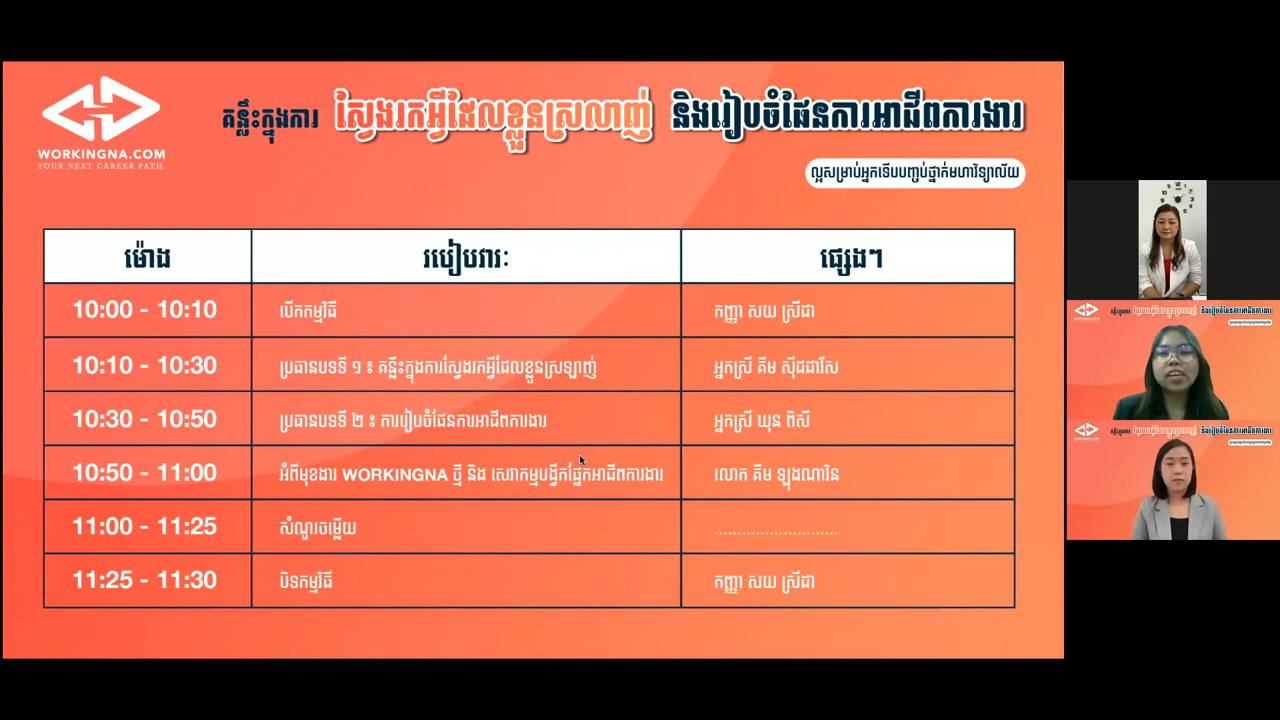 WORKINGNA.COM
YOUR NEXT CAREER PATH.
គន្លឹះក្នុងការ ស្វែងរកអ្វីដែលខ្លួនស្រលាញ់ និងរៀបចំផែនការអាជីពការងារ
ល្អសម្រាប់អ្នកទើបបញ្ចប់ថ្នាក់មហាវិទ្យាល័យ
ម៉ោង របៀបវារៈ ផ្សេងៗ
10:00 - 10:10 បើកកម្មវិធី កញ្ញា សយ ស្រីដា
10:10 - 10:30 ប្រធានបទទី ១ ៖ គន្លឹះក្នុងការស្វែងរកអ្វីដែលខ្លួនស្រឡាញ់ អ្នកស្រី គីម ស៊ីដដាវីស
10:30 - 10:50 ប្រធានបទទី ២ ៖ ការរៀបចំផែនការអាជីពការងារ អ្នកស្រី ឃុន ពិសី
10:50 - 11:00 អំពីមុខងារ WORKINGNA ថ្មី និង សេវាកម្មបង្វឹកផ្នែកអាជីពការងារ លោក គីម ឡុងណារិន
11:00 - 11:25 សំណួរចម្លើយ ...........................
11:25 - 11:30 បិទកម្មវិធី កញ្ញា សយ ស្រីដា